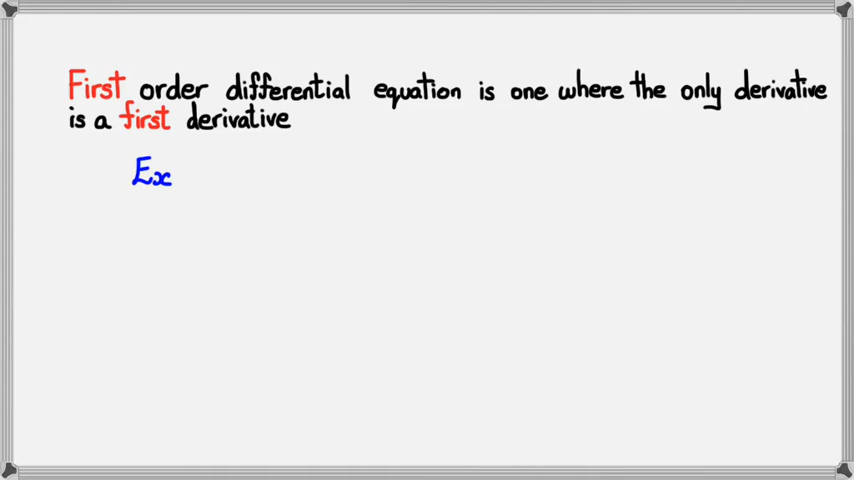 First order differential equation is one where the only derivative
is a first derivative
Ex